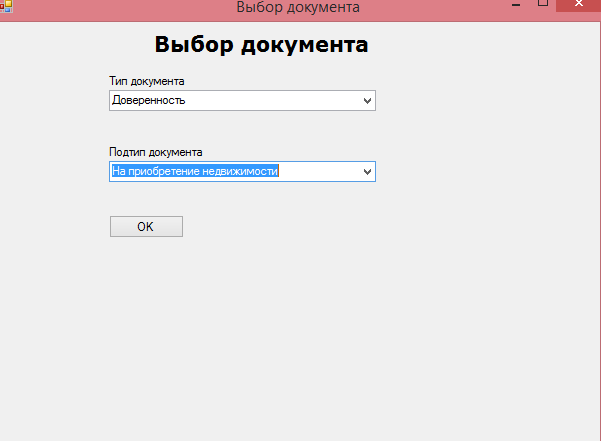 Выбор документа
Выбор документа
Тип документа
Доверенность
Подтип документа
На приобретение недвижимости
OK